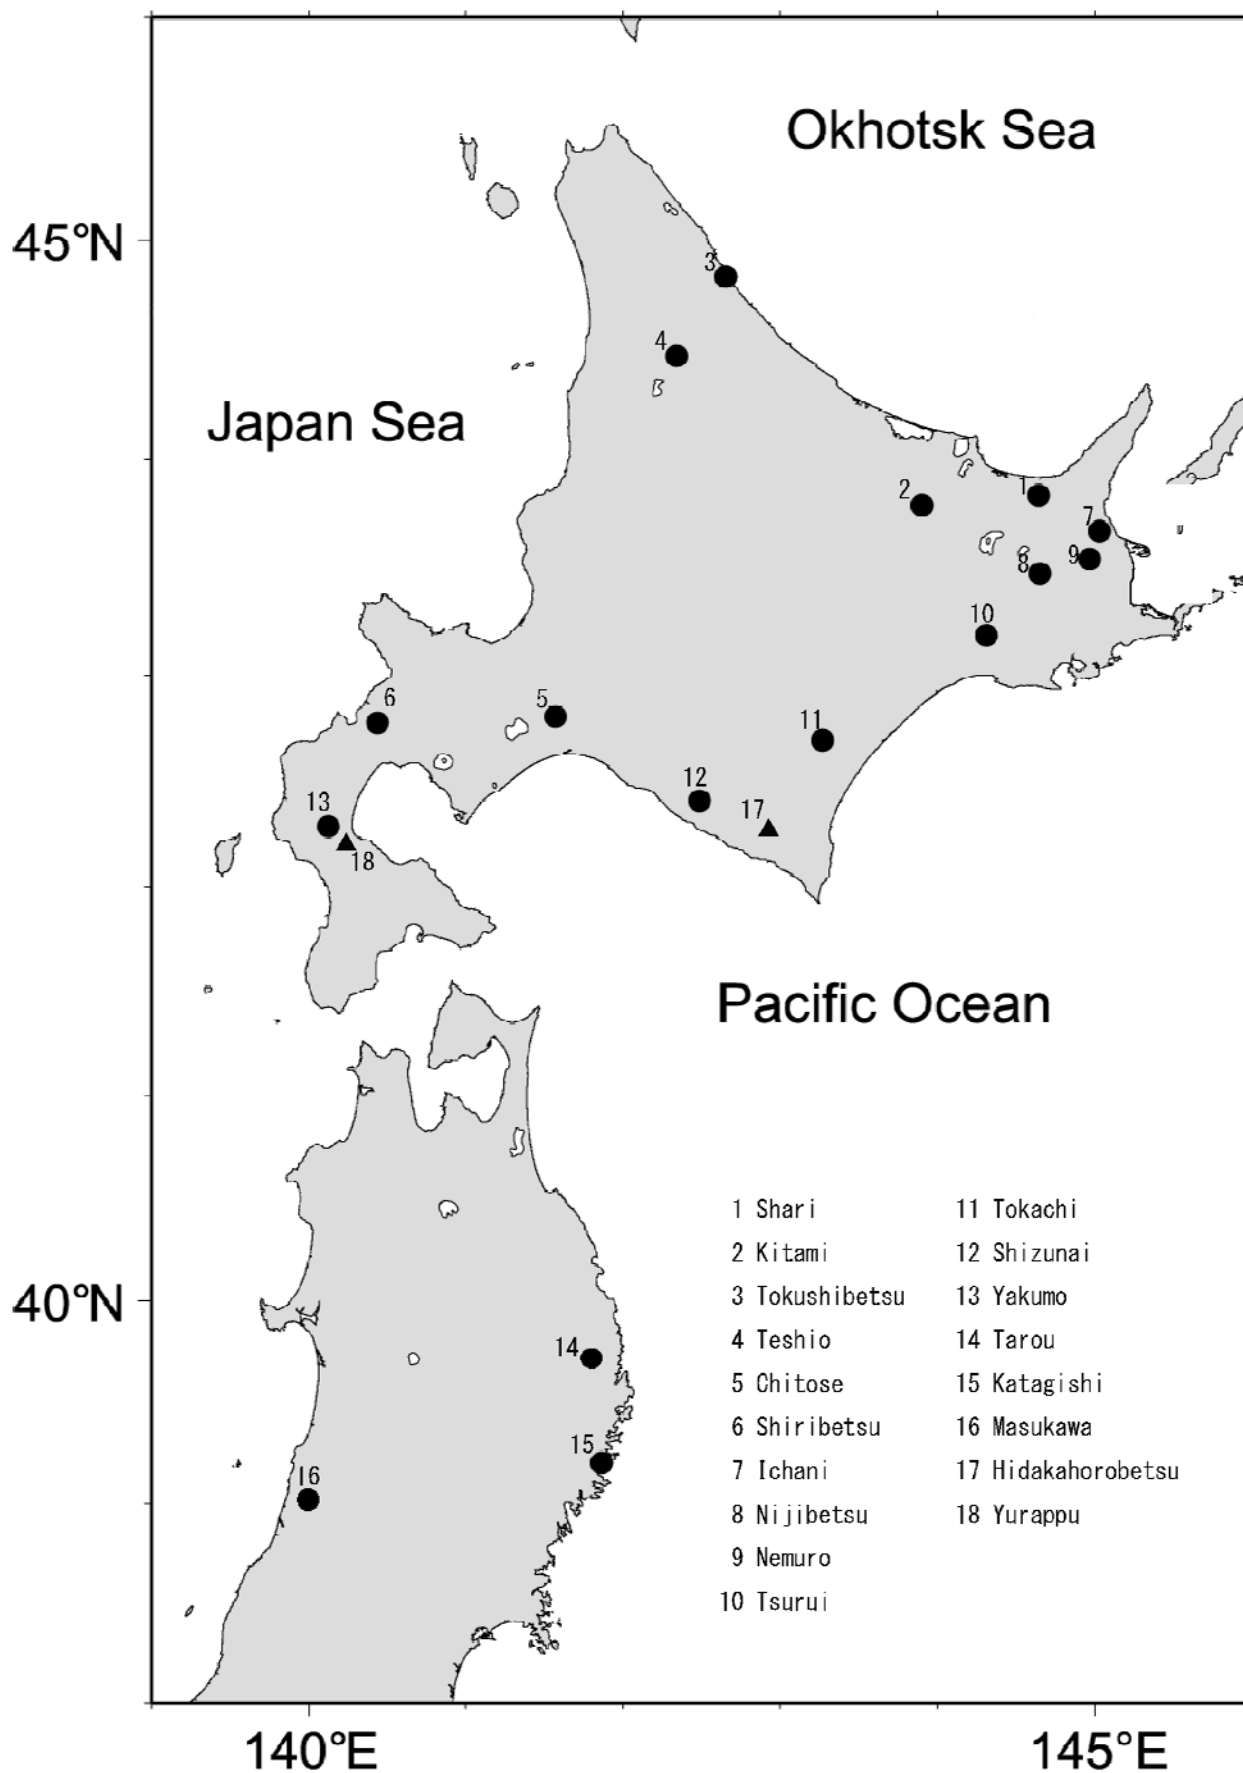 Okhotsk Sea
45°N
3
4
Japan Sea
2
1
7
8
9
10
6
5
11
12
17
13
18
Pacific Ocean
40°N
14
15
16
1 Shari
2 Kitami
3 Tokushibetsu
4 Teshio
5 Chitose
6 Shiribetsu
7 Ichani
8 Nijibetsu
9 Nemuro
10 Tsurui
11 Tokachi
12 Shizunai
13 Yakumo
14 Tarou
15 Katagishi
16 Masukawa
17 Hidakahorobetsu
18 Yurappu
140°E
145°E